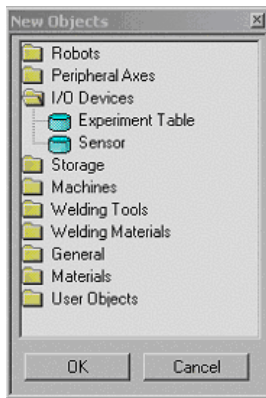 New Objects
Robots
Peripheral Axes
I/O Devices
Experiment Table
Sensor
Storage
Machines
Welding Tools
Welding Materials
General
Materials
User Objects
OK Cancel